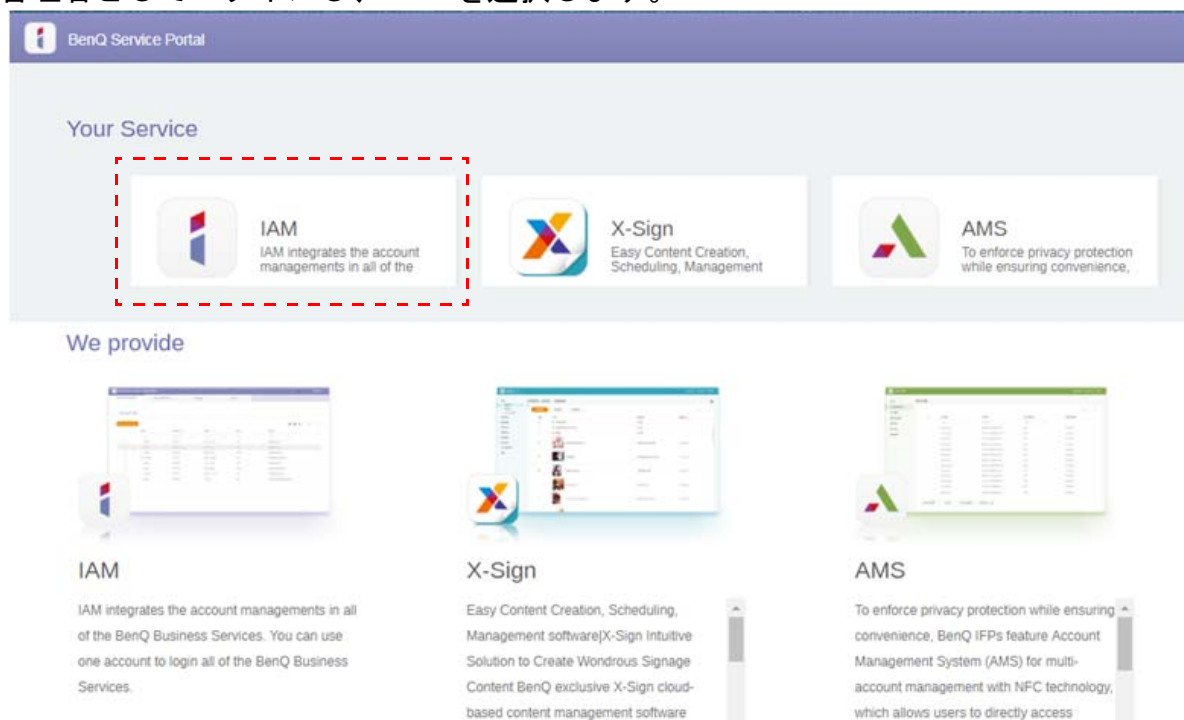 BenQ Service Portal
Your Service
IAM
IAM integrates the account
managements in all of the
X-Sign
Easy Content Creation,
Scheduling, Management
AMS
To enforce privacy protection
while ensuring convenience,
We provide
IAM
IAM integrates the account managements in all
of the BenQ Business Services. You can use
one account to login all of the BenQ Business
Services.
X-Sign
Easy Content Creation, Scheduling,
Management software|X-Sign Intuitive
Solution to Create Wondrous Signage
Content BenQ exclusive X-Sign cloud-
based content management software
AMS
To enforce privacy protection while ensuring
convenience, BenQ IFPs feature Account
Management System (AMS) for multi-
account management with NFC technology,
which allows users to directly access